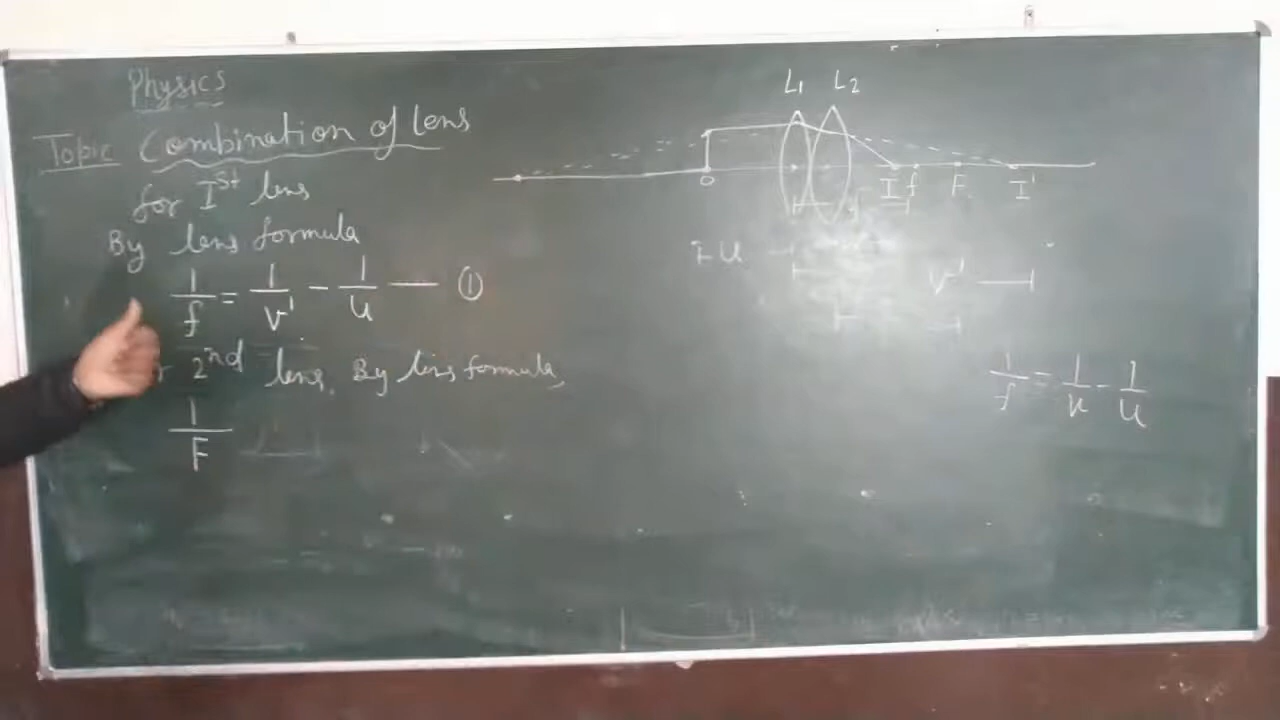 Physics
Topic Combination of Lens
for Iˢᵗ lens
By lens formula
1/f = 1/v' - 1/u — ①
2ⁿᵈ lens, By lens formula,
1/F
L₁ L₂
O I f F I'
u
v'
1/f = 1/v - 1/u